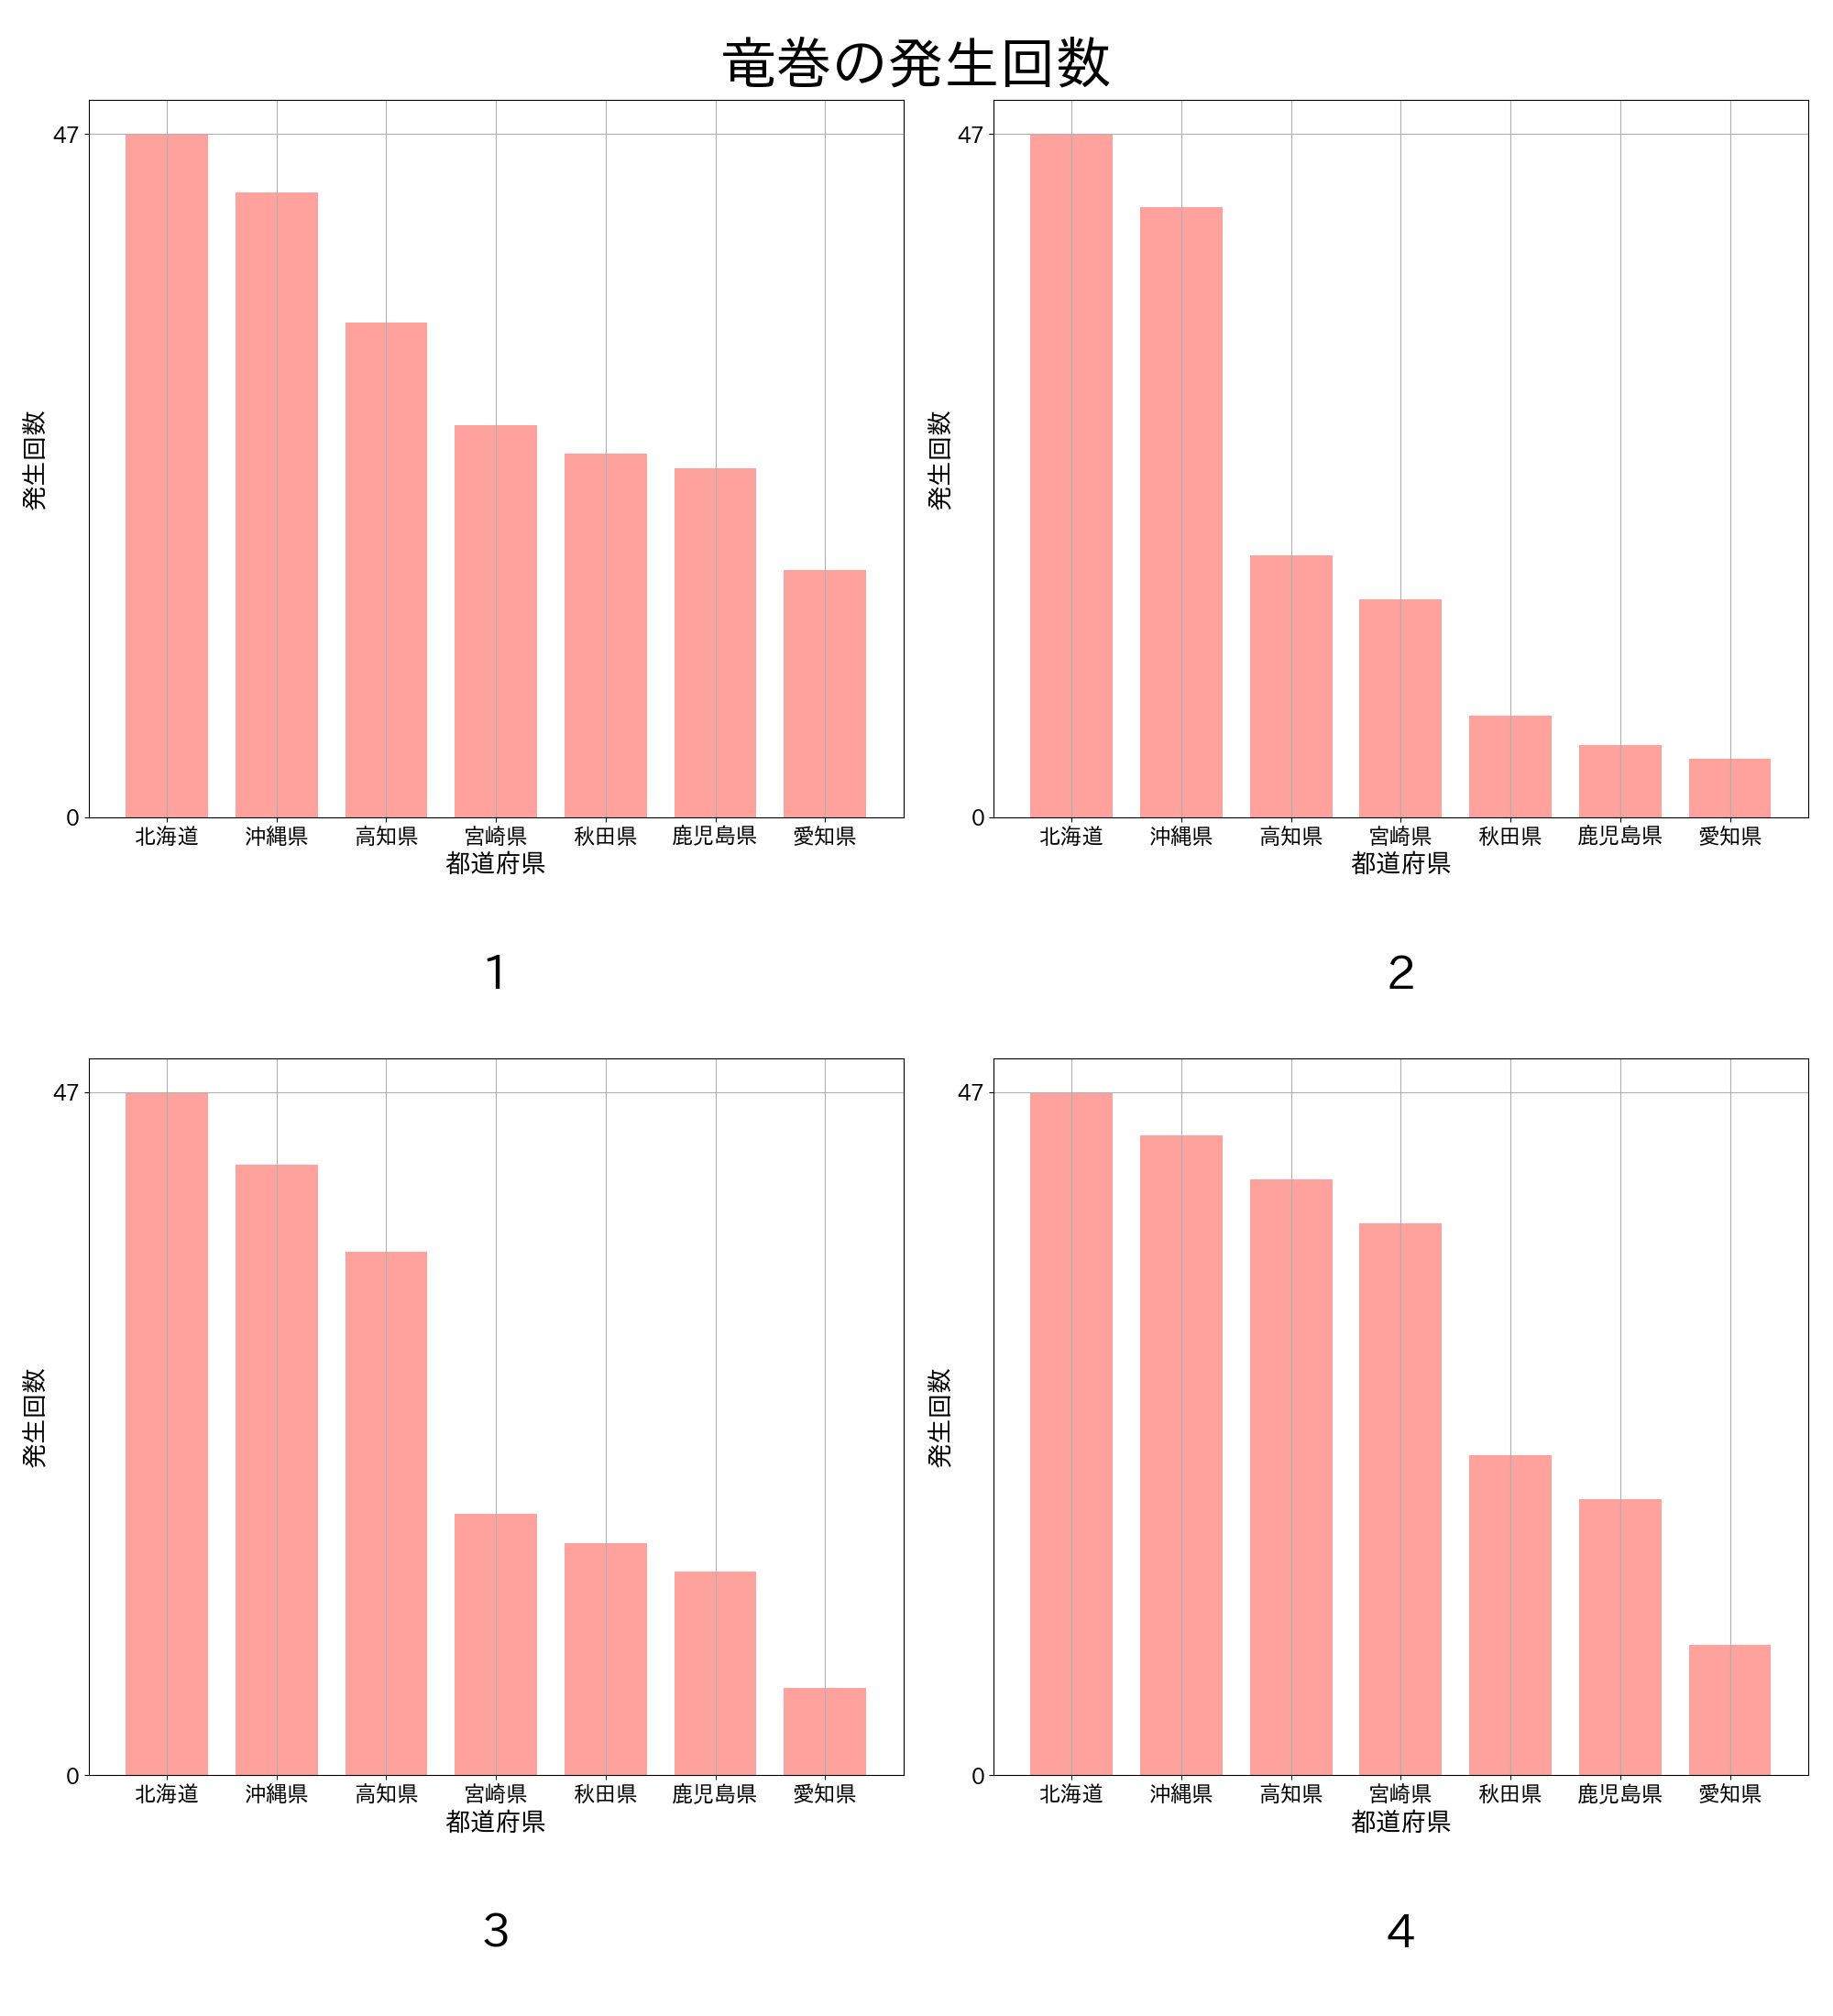 竜巻の発生回数
47
0
発生回数
北海道 沖縄県 高知県 宮崎県 秋田県 鹿児島県 愛知県
都道府県
1
47
0
発生回数
北海道 沖縄県 高知県 宮崎県 秋田県 鹿児島県 愛知県
都道府県
2
47
0
発生回数
北海道 沖縄県 高知県 宮崎県 秋田県 鹿児島県 愛知県
都道府県
3
47
0
発生回数
北海道 沖縄県 高知県 宮崎県 秋田県 鹿児島県 愛知県
都道府県
4